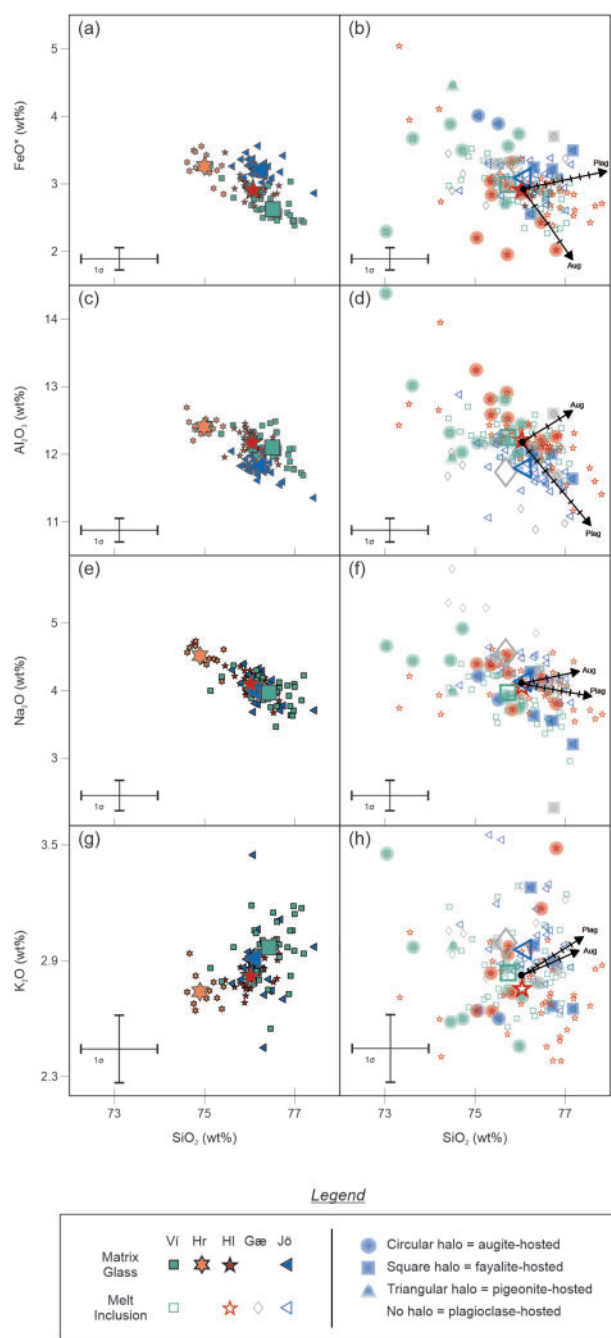 (a)
(b)
5
4
FeO* (wt%)
3
Plag
2
1σ
1σ
Aug
(c)
(d)
14
13
Al₂O₃ (wt%)
Aug
12
11
Plag
1σ
1σ
(e)
(f)
5
Na₂O (wt%)
4
Aug
Plag
3
1σ
1σ
(g)
(h)
3.5
K₂O (wt%)
2.9
Plag
Aug
1σ
1σ
2.3
73 75 77 73 75 77
SiO₂ (wt%) SiO₂ (wt%)
Legend
Ví Hr Hl Gæ Jö
Matrix Glass
Melt Inclusion
Circular halo = augite-hosted
Square halo = fayalite-hosted
Triangular halo = pigeonite-hosted
No halo = plagioclase-hosted